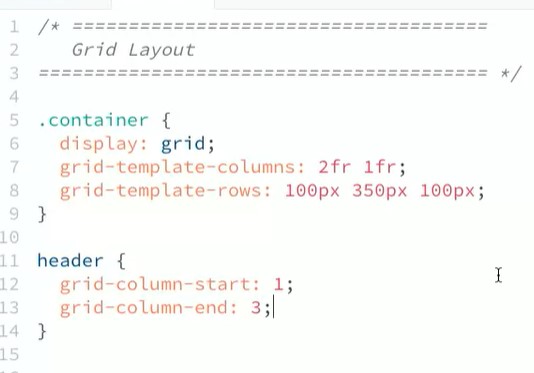 1 /* =====================================
2    Grid Layout
3 ======================================== */
4
5 .container {
6   display: grid;
7   grid-template-columns: 2fr 1fr;
8   grid-template-rows: 100px 350px 100px;
9 }
10
11 header {
12   grid-column-start: 1;
13   grid-column-end: 3;
14 }
15